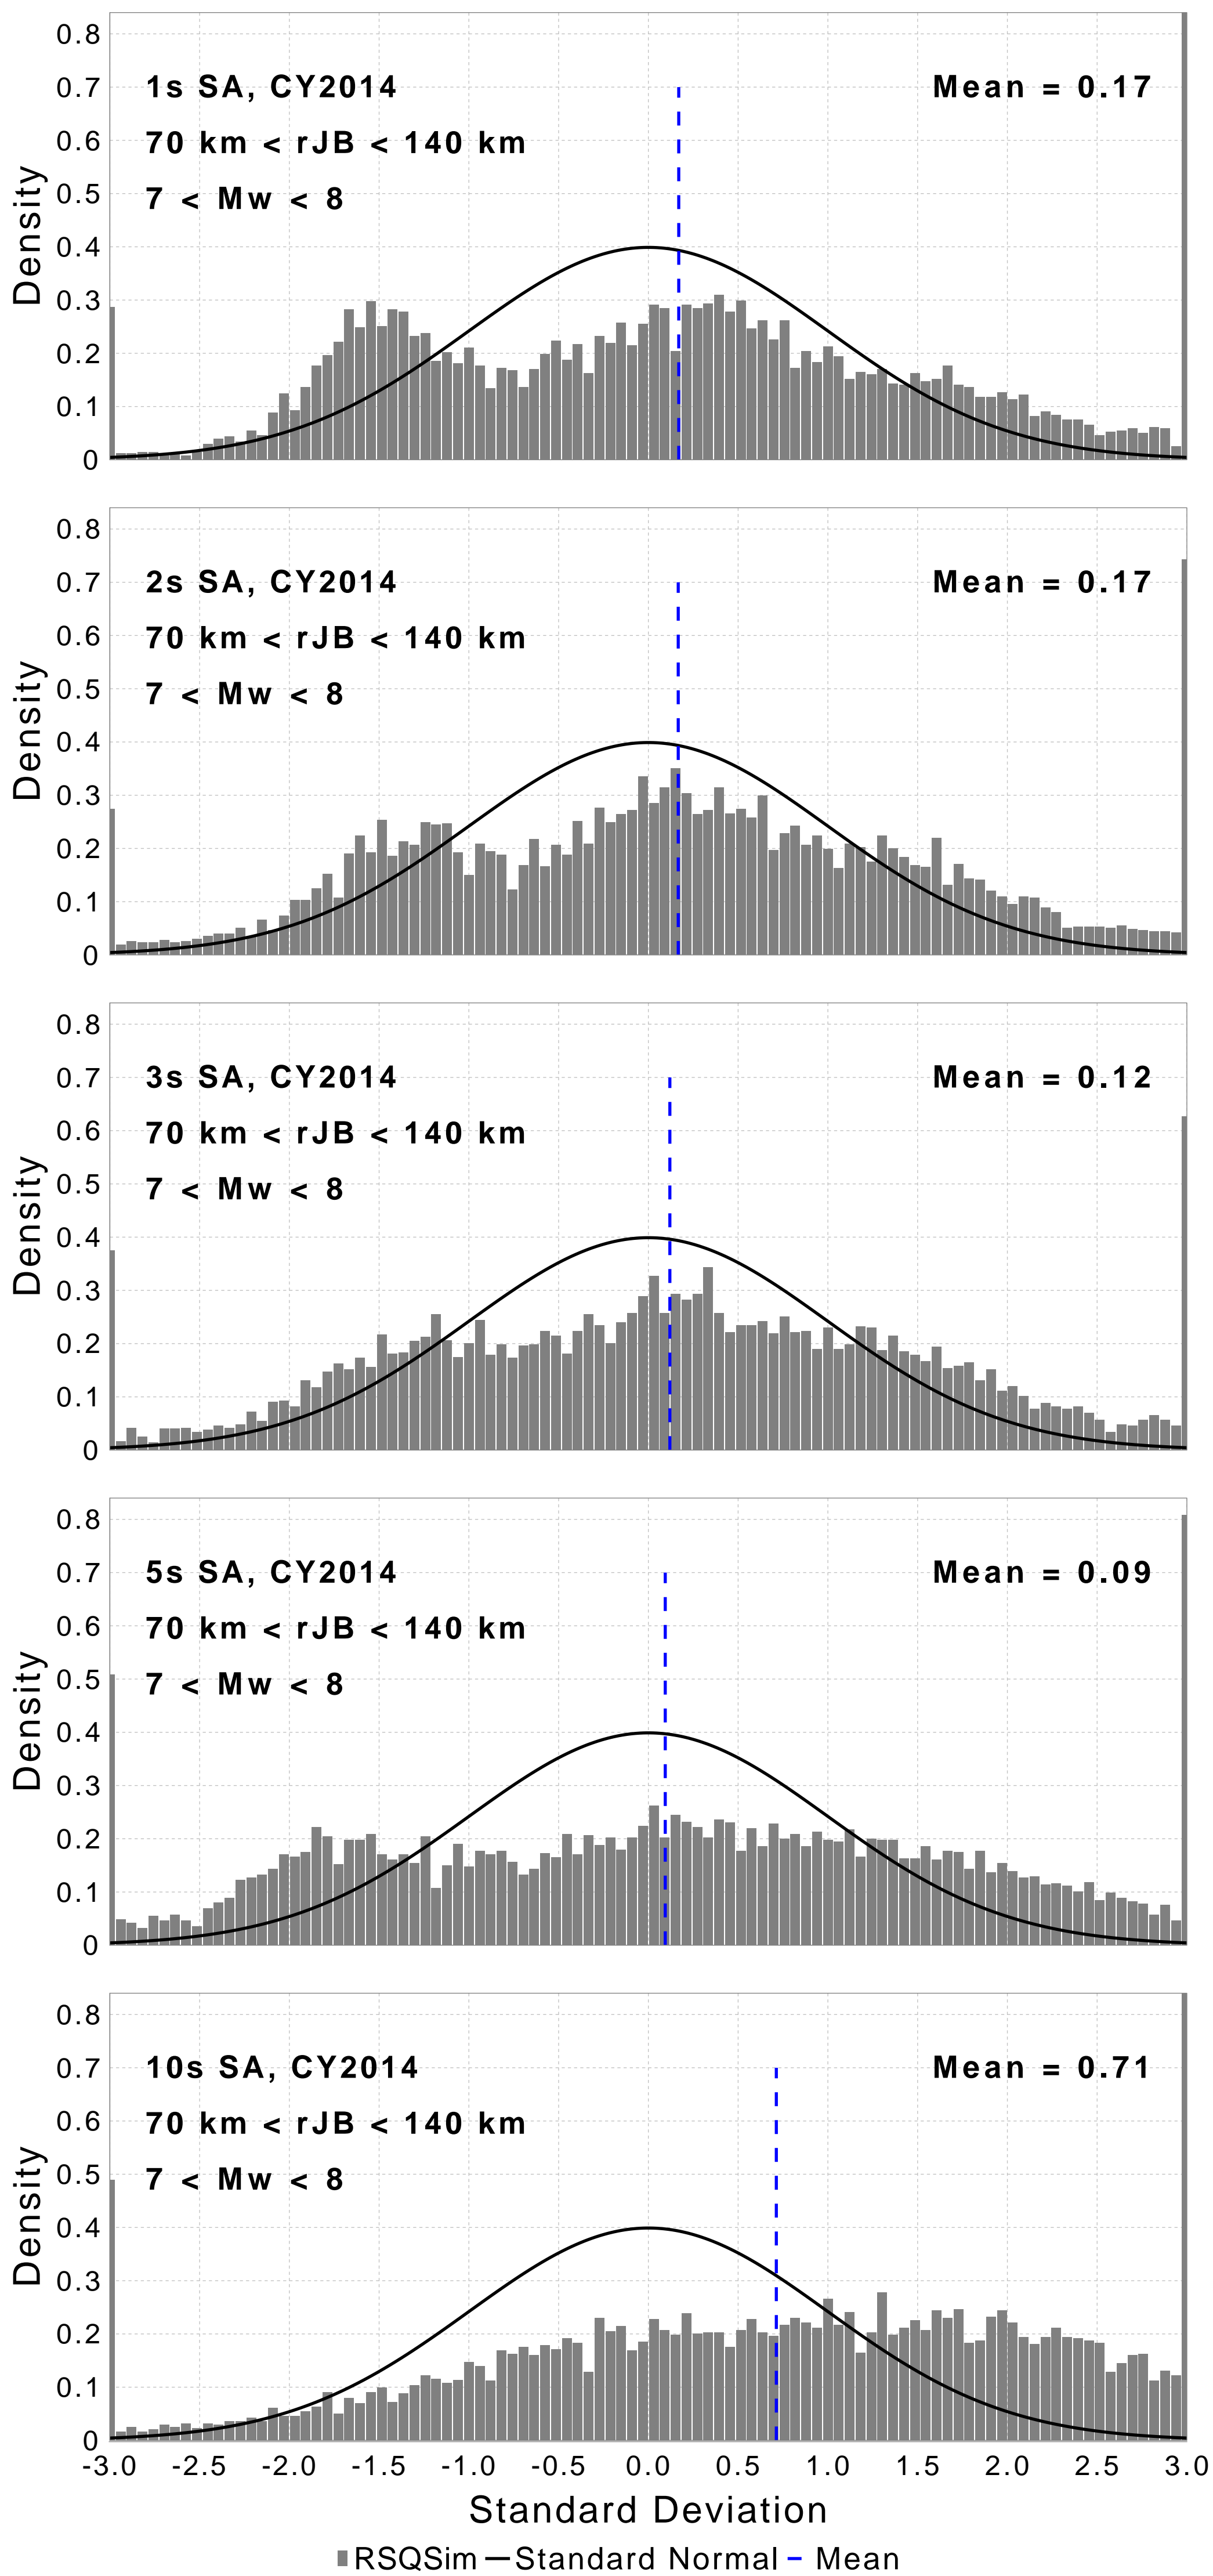 0.8
1s SA, CY2014 Mean = 0.17
0.7
70 km < rJB < 140 km
0.6
7 < Mw < 8
0.5
0.4
0.3
0.2
0.1
0
Density
0.8
2s SA, CY2014 Mean = 0.17
0.7
70 km < rJB < 140 km
0.6
7 < Mw < 8
0.5
0.4
0.3
0.2
0.1
0
Density
0.8
3s SA, CY2014 Mean = 0.12
0.7
70 km < rJB < 140 km
0.6
7 < Mw < 8
0.5
0.4
0.3
0.2
0.1
0
Density
0.8
5s SA, CY2014 Mean = 0.09
0.7
70 km < rJB < 140 km
0.6
7 < Mw < 8
0.5
0.4
0.3
0.2
0.1
0
Density
0.8
10s SA, CY2014 Mean = 0.71
0.7
70 km < rJB < 140 km
0.6
7 < Mw < 8
0.5
0.4
0.3
0.2
0.1
0
Density
-3.0 -2.5 -2.0 -1.5 -1.0 -0.5 0.0 0.5 1.0 1.5 2.0 2.5 3.0
Standard Deviation
RSQSim Standard Normal Mean